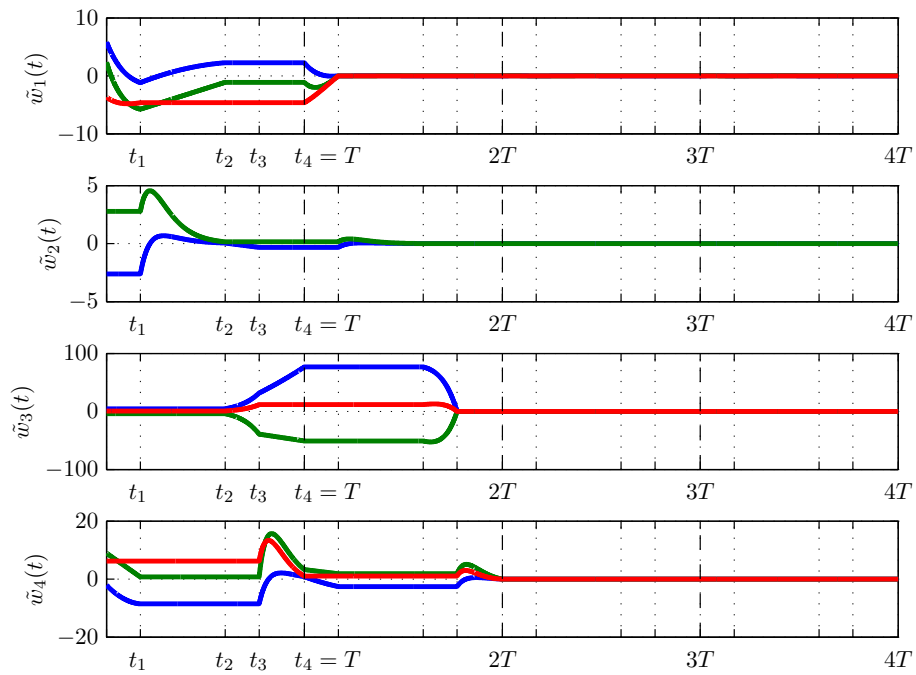 10
0
−10
w̃₁(t)
t₁ t₂ t₃ t₄ = T 2T 3T 4T
5
0
−5
w̃₂(t)
t₁ t₂ t₃ t₄ = T 2T 3T 4T
100
0
−100
w̃₃(t)
t₁ t₂ t₃ t₄ = T 2T 3T 4T
20
0
−20
w̃₄(t)
t₁ t₂ t₃ t₄ = T 2T 3T 4T